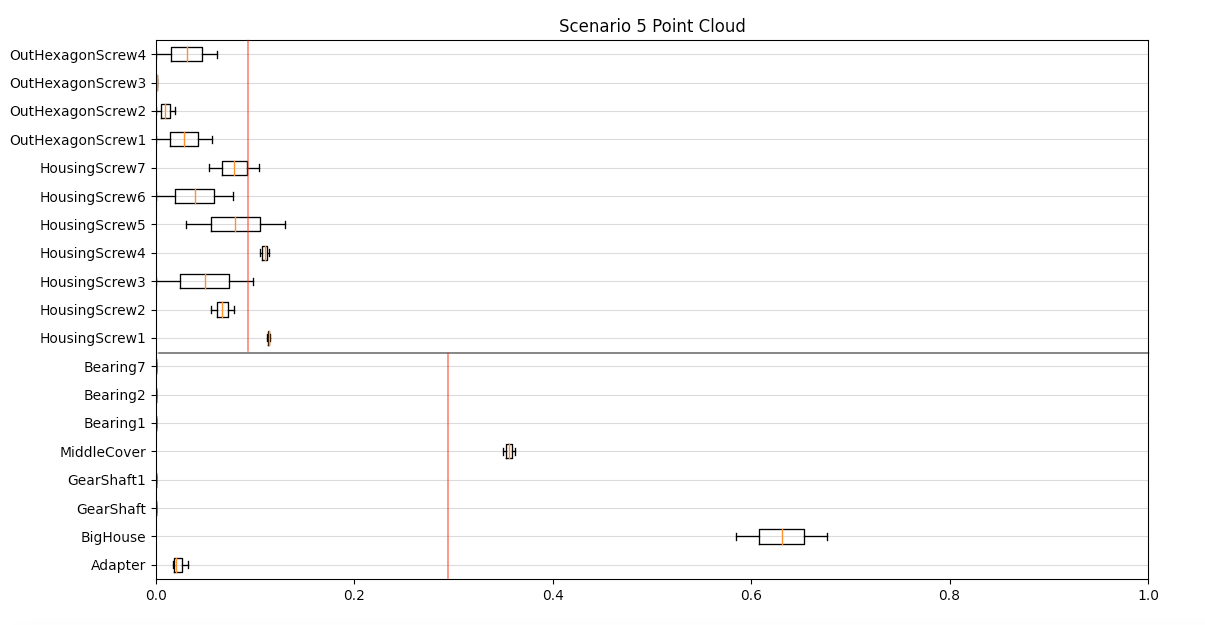 Scenario 5 Point Cloud
OutHexagonScrew4
OutHexagonScrew3
OutHexagonScrew2
OutHexagonScrew1
HousingScrew7
HousingScrew6
HousingScrew5
HousingScrew4
HousingScrew3
HousingScrew2
HousingScrew1
Bearing7
Bearing2
Bearing1
MiddleCover
GearShaft1
GearShaft
BigHouse
Adapter
0.0 0.2 0.4 0.6 0.8 1.0